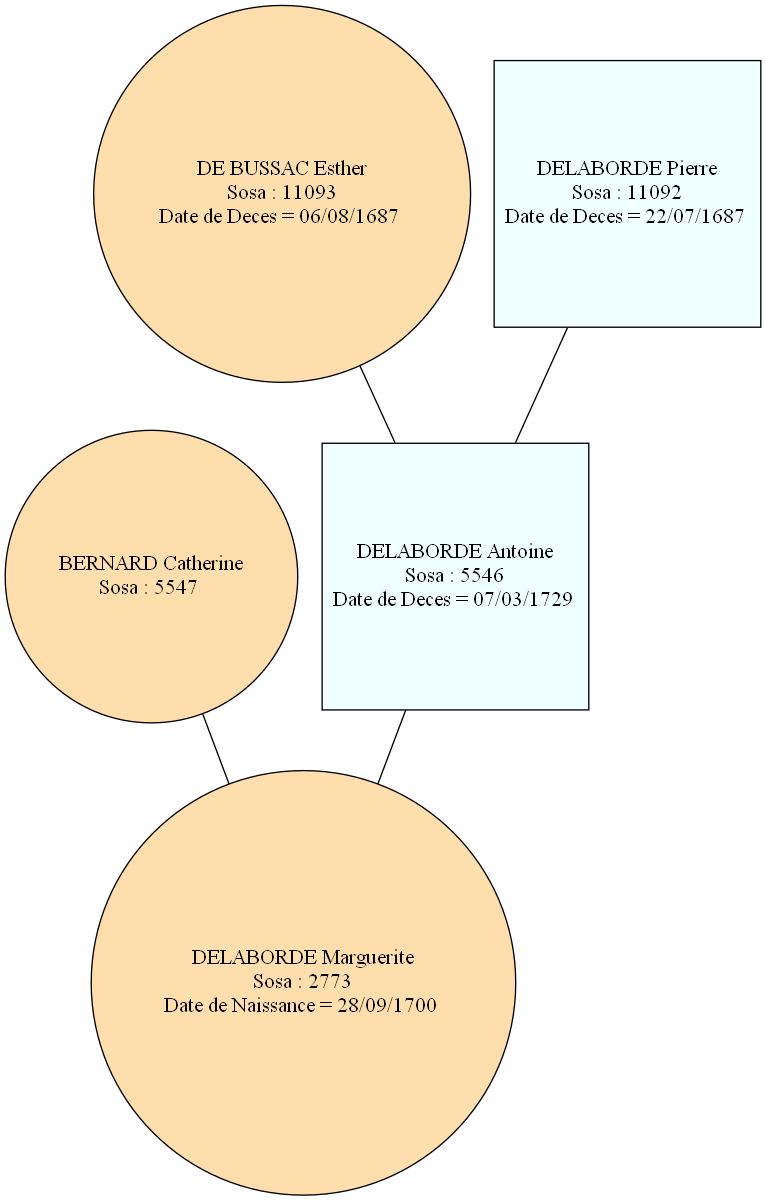 DE BUSSAC Esther
Sosa : 11093
Date de Deces = 06/08/1687
DELABORDE Pierre
Sosa : 11092
Date de Deces = 22/07/1687
BERNARD Catherine
Sosa : 5547
DELABORDE Antoine
Sosa : 5546
Date de Deces = 07/03/1729
DELABORDE Marguerite
Sosa : 2773
Date de Naissance = 28/09/1700